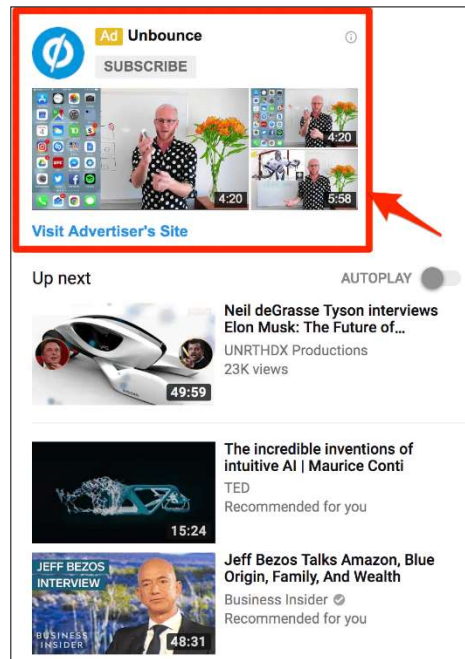 Ad Unbounce
SUBSCRIBE
4:20
4:20
5:58
Visit Advertiser's Site
Up next
AUTOPLAY
Neil deGrasse Tyson interviews
Elon Musk: The Future of...
UNRTHDX Productions
23K views
49:59
The incredible inventions of
intuitive AI | Maurice Conti
TED
Recommended for you
15:24
JEFF BEZOS
INTERVIEW
BUSINESS
INSIDER
48:31
Jeff Bezos Talks Amazon, Blue
Origin, Family, And Wealth
Business Insider
Recommended for you